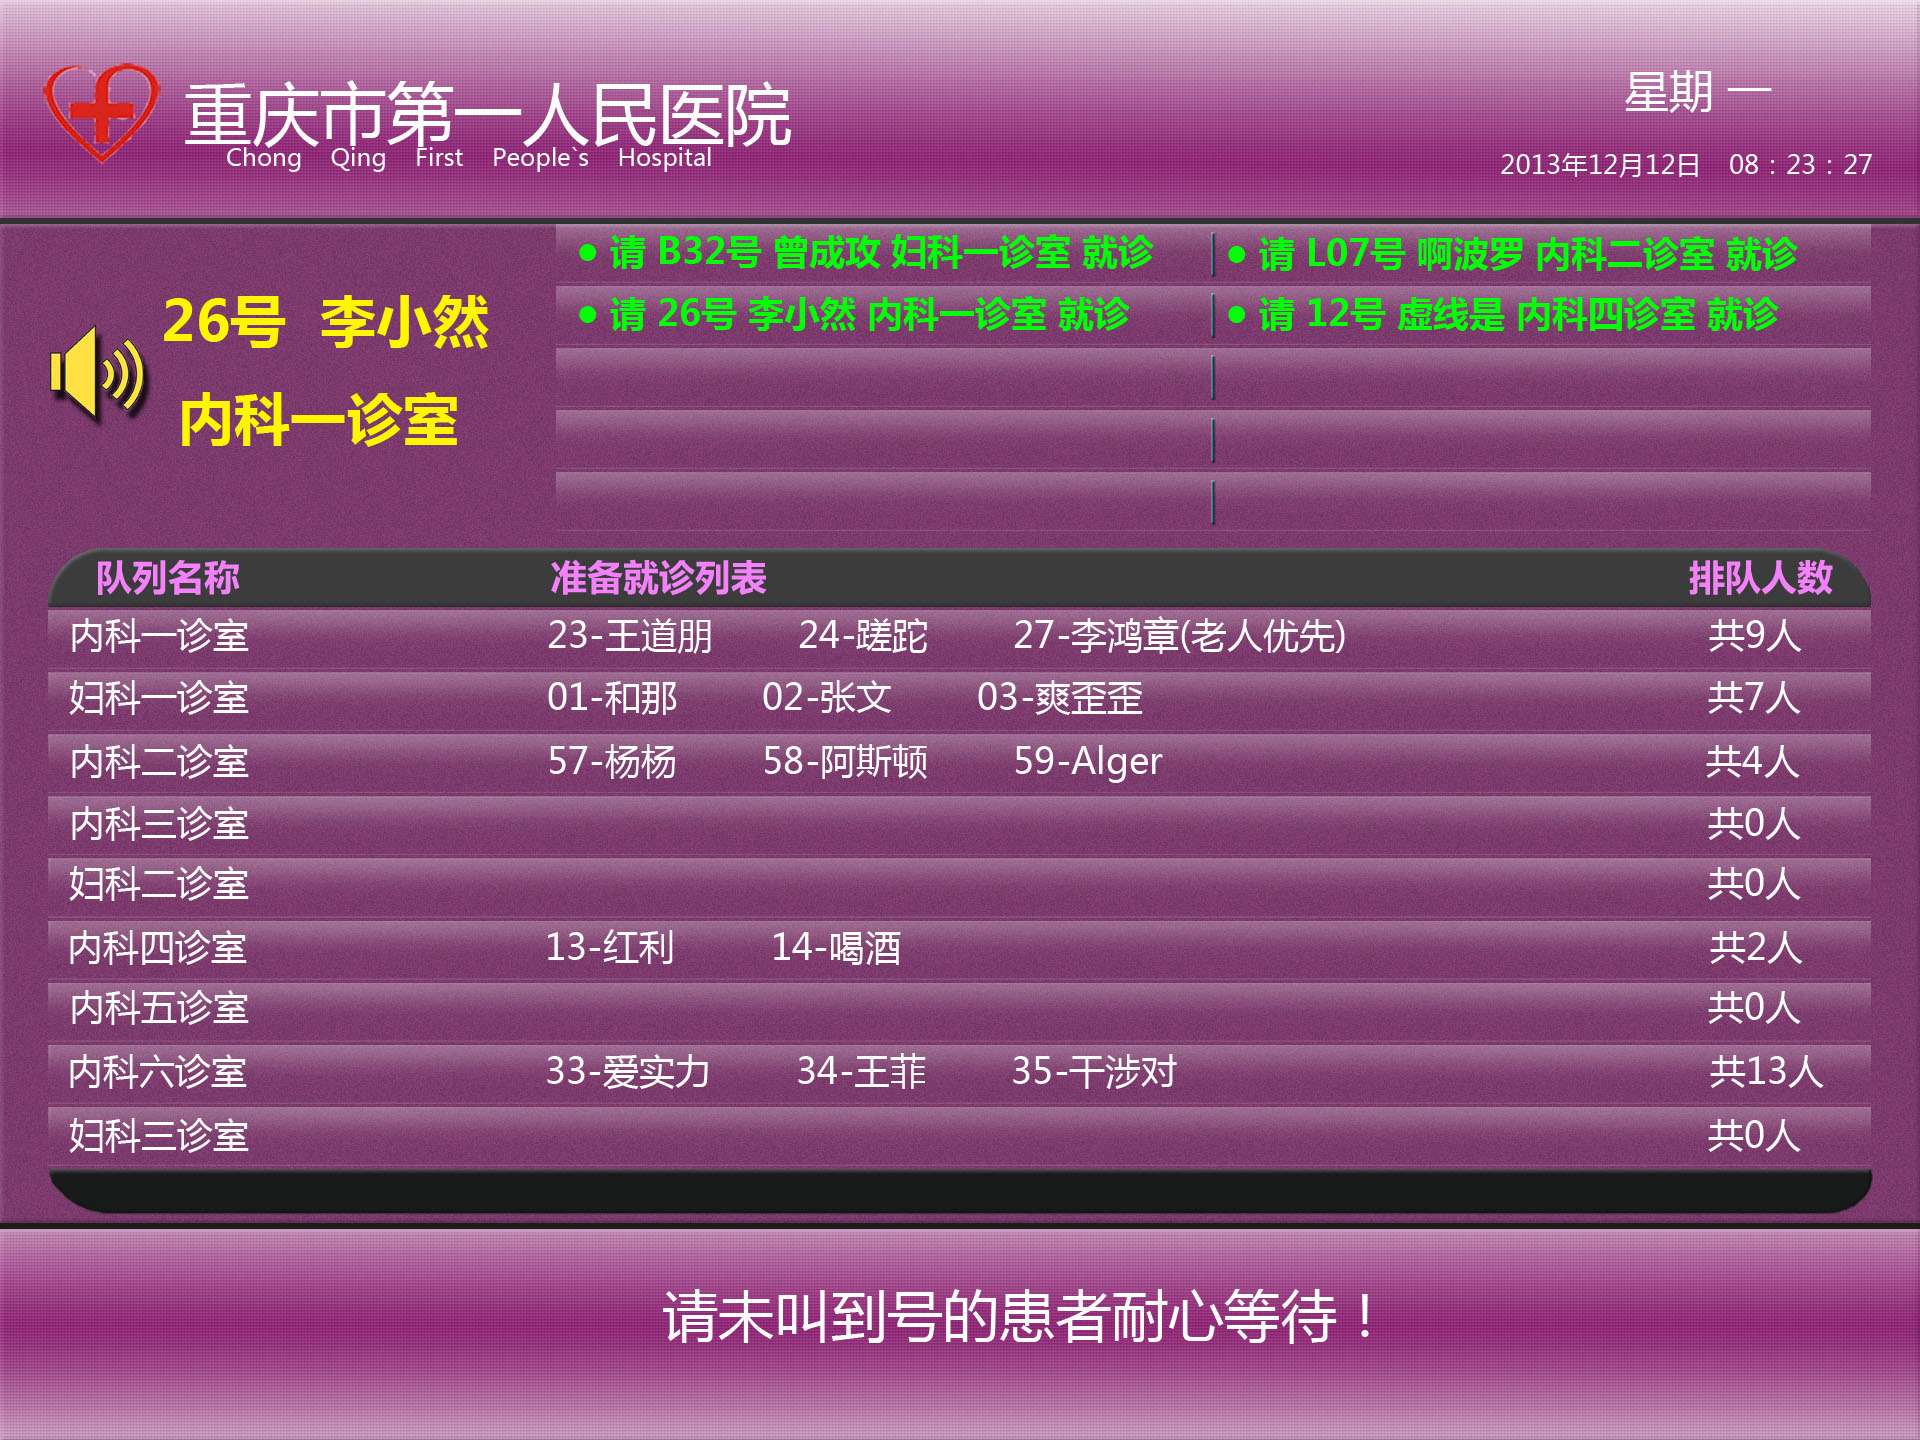 重庆市第一人民医院
Chong Qing First People`s Hospital
星期 一
2013年12月12日 08：23：27
26号 李小然
内科一诊室
● 请 B32号 曾成攻 妇科一诊室 就诊
● 请 L07号 啊波罗 内科二诊室 就诊
● 请 26号 李小然 内科一诊室 就诊
● 请 12号 虚线是 内科四诊室 就诊
队列名称 准备就诊列表 排队人数
内科一诊室 23-王道朋 24-蹉跎 27-李鸿章(老人优先) 共9人
妇科一诊室 01-和那 02-张文 03-爽歪歪 共7人
内科二诊室 57-杨杨 58-阿斯顿 59-Alger 共4人
内科三诊室 共0人
妇科二诊室 共0人
内科四诊室 13-红利 14-喝酒 共2人
内科五诊室 共0人
内科六诊室 33-爱实力 34-王菲 35-干涉对 共13人
妇科三诊室 共0人
请未叫到号的患者耐心等待！